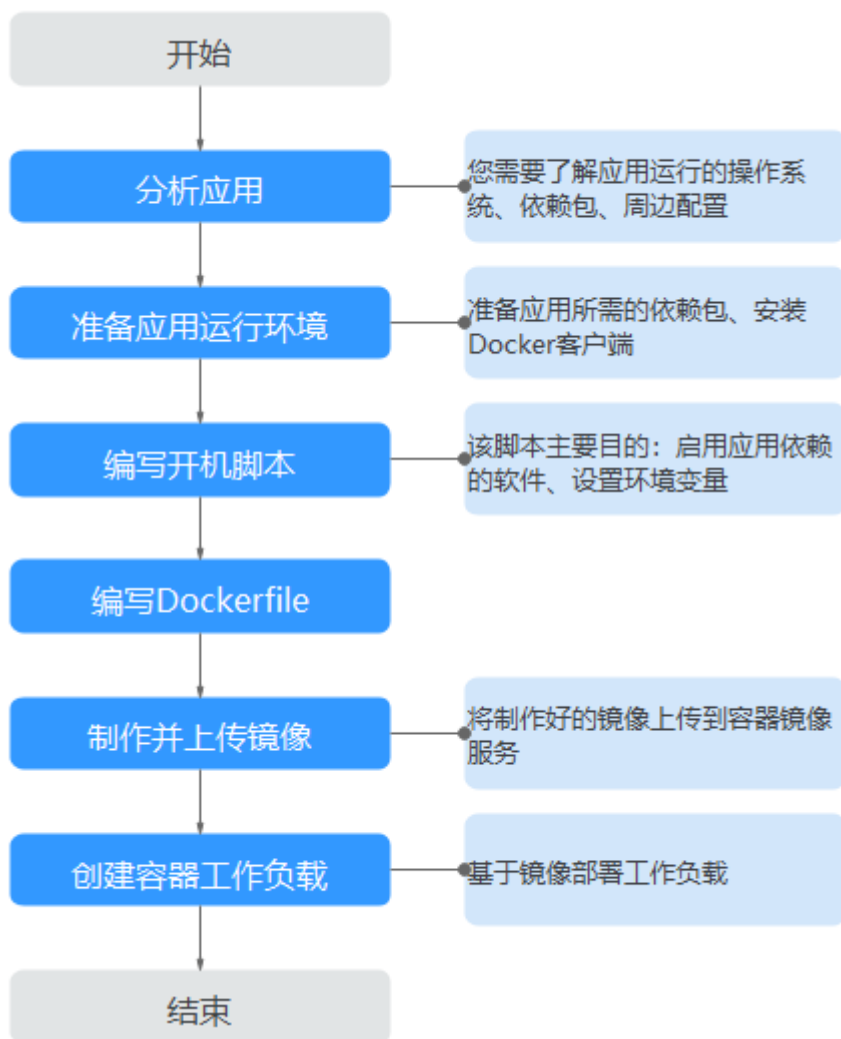 开始
分析应用
您需要了解应用运行的操作系
统、依赖包、周边配置
准备应用运行环境
准备应用所需的依赖包、安装
Docker客户端
编写开机脚本
该脚本主要目的：启用应用依赖
的软件、设置环境变量
编写Dockerfile
制作并上传镜像
将制作好的镜像上传到容器镜像
服务
创建容器工作负载
基于镜像部署工作负载
结束